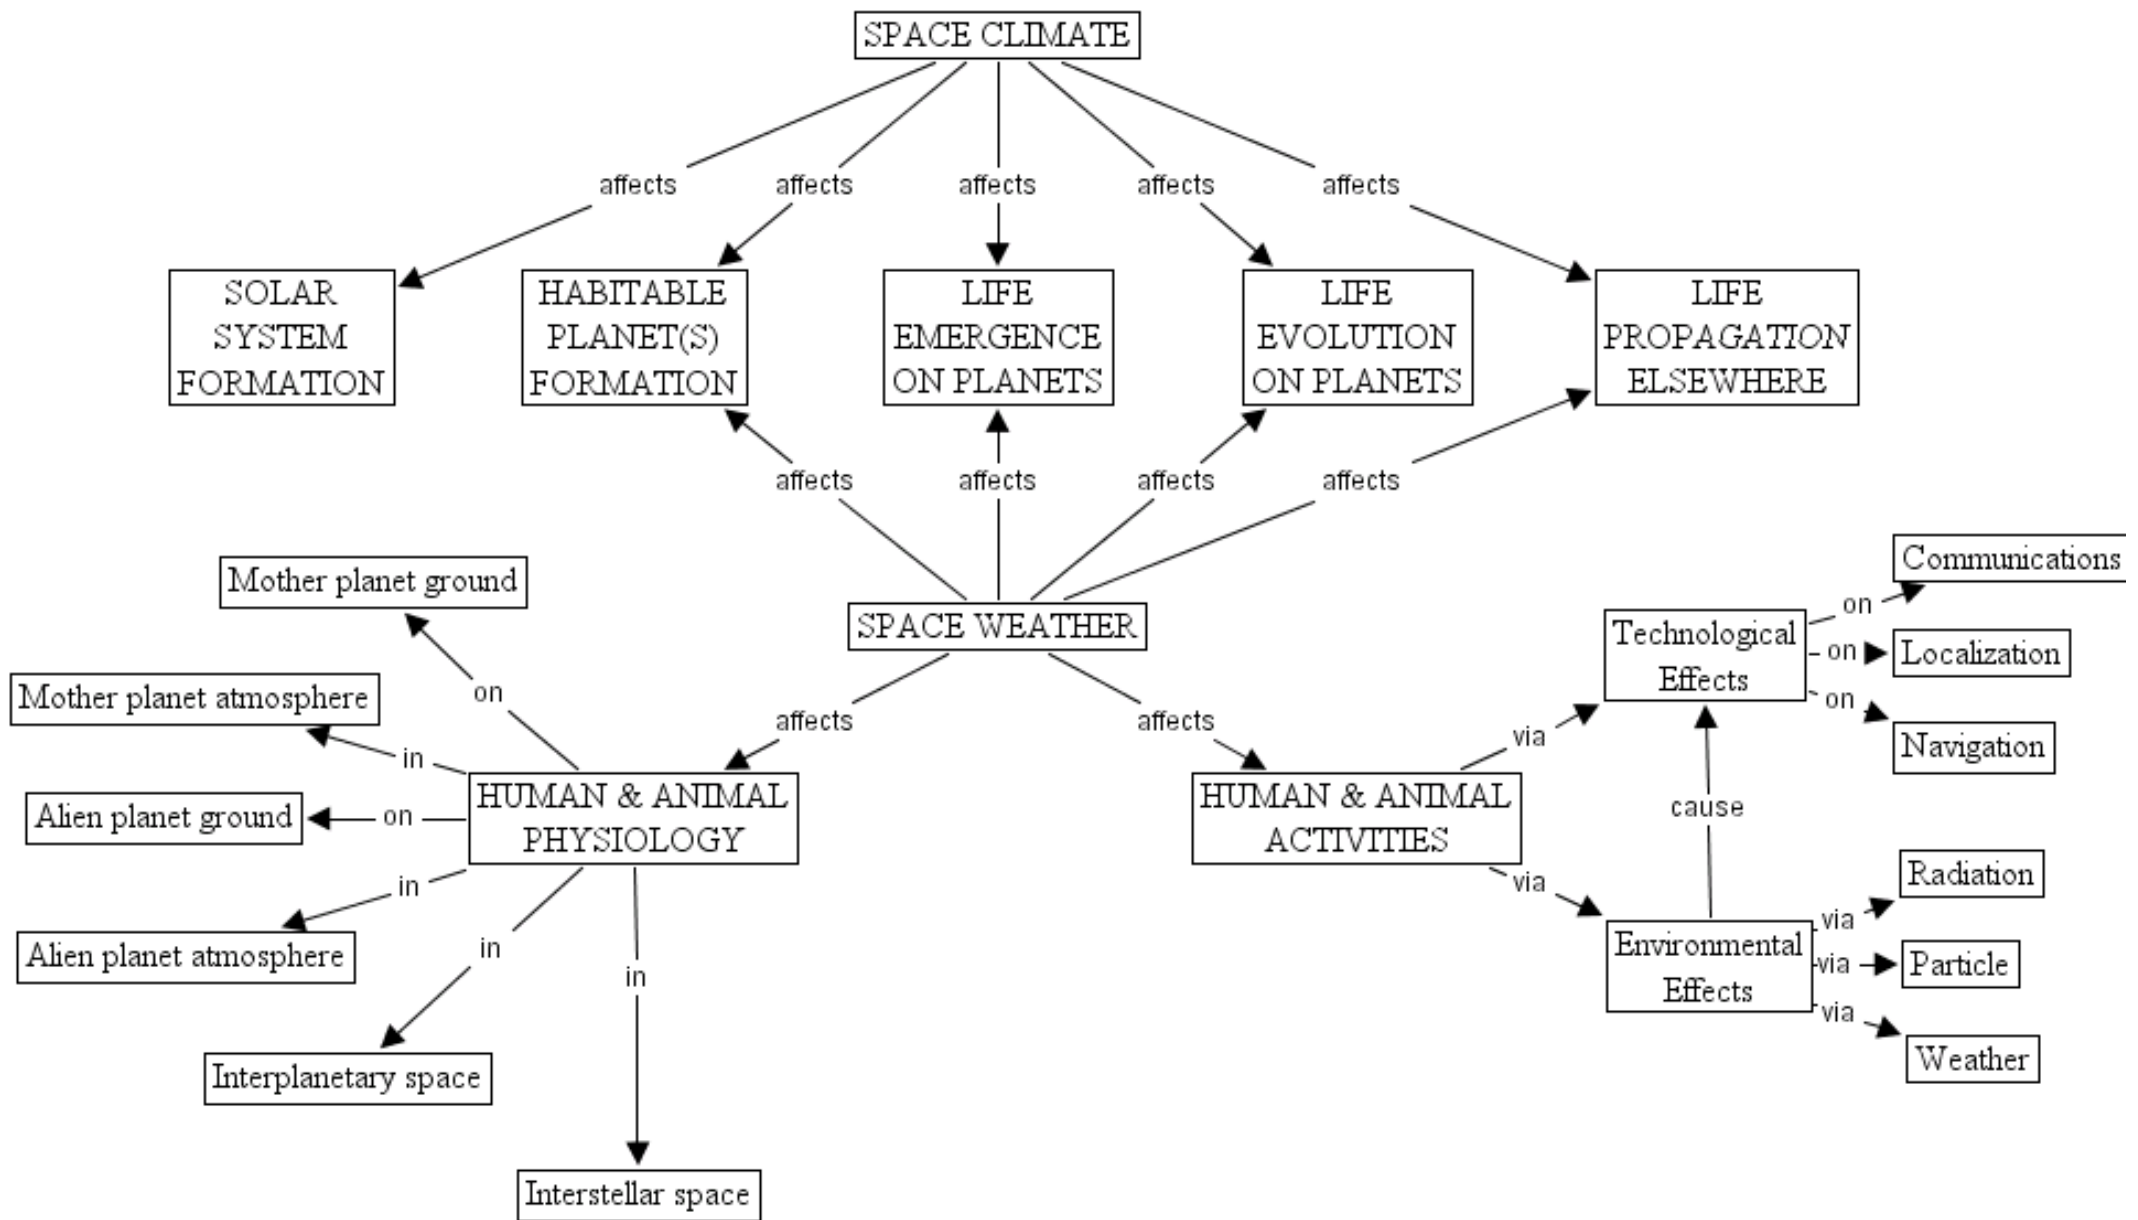 SPACE CLIMATE
affects
affects
affects
affects
affects
SOLAR
SYSTEM
FORMATION
HABITABLE
PLANET(S)
FORMATION
LIFE
EMERGENCE
ON PLANETS
LIFE
EVOLUTION
ON PLANETS
LIFE
PROPAGATION
ELSEWHERE
affects
affects
affects
affects
SPACE WEATHER
affects
affects
Mother planet ground
on
Mother planet atmosphere
in
Alien planet ground
on
HUMAN & ANIMAL
PHYSIOLOGY
in
Alien planet atmosphere
in
Interplanetary space
in
Interstellar space
HUMAN & ANIMAL
ACTIVITIES
via
via
Technological
Effects
on
Communications
on
Localization
on
Navigation
cause
Environmental
Effects
via
Radiation
via
Particle
via
Weather